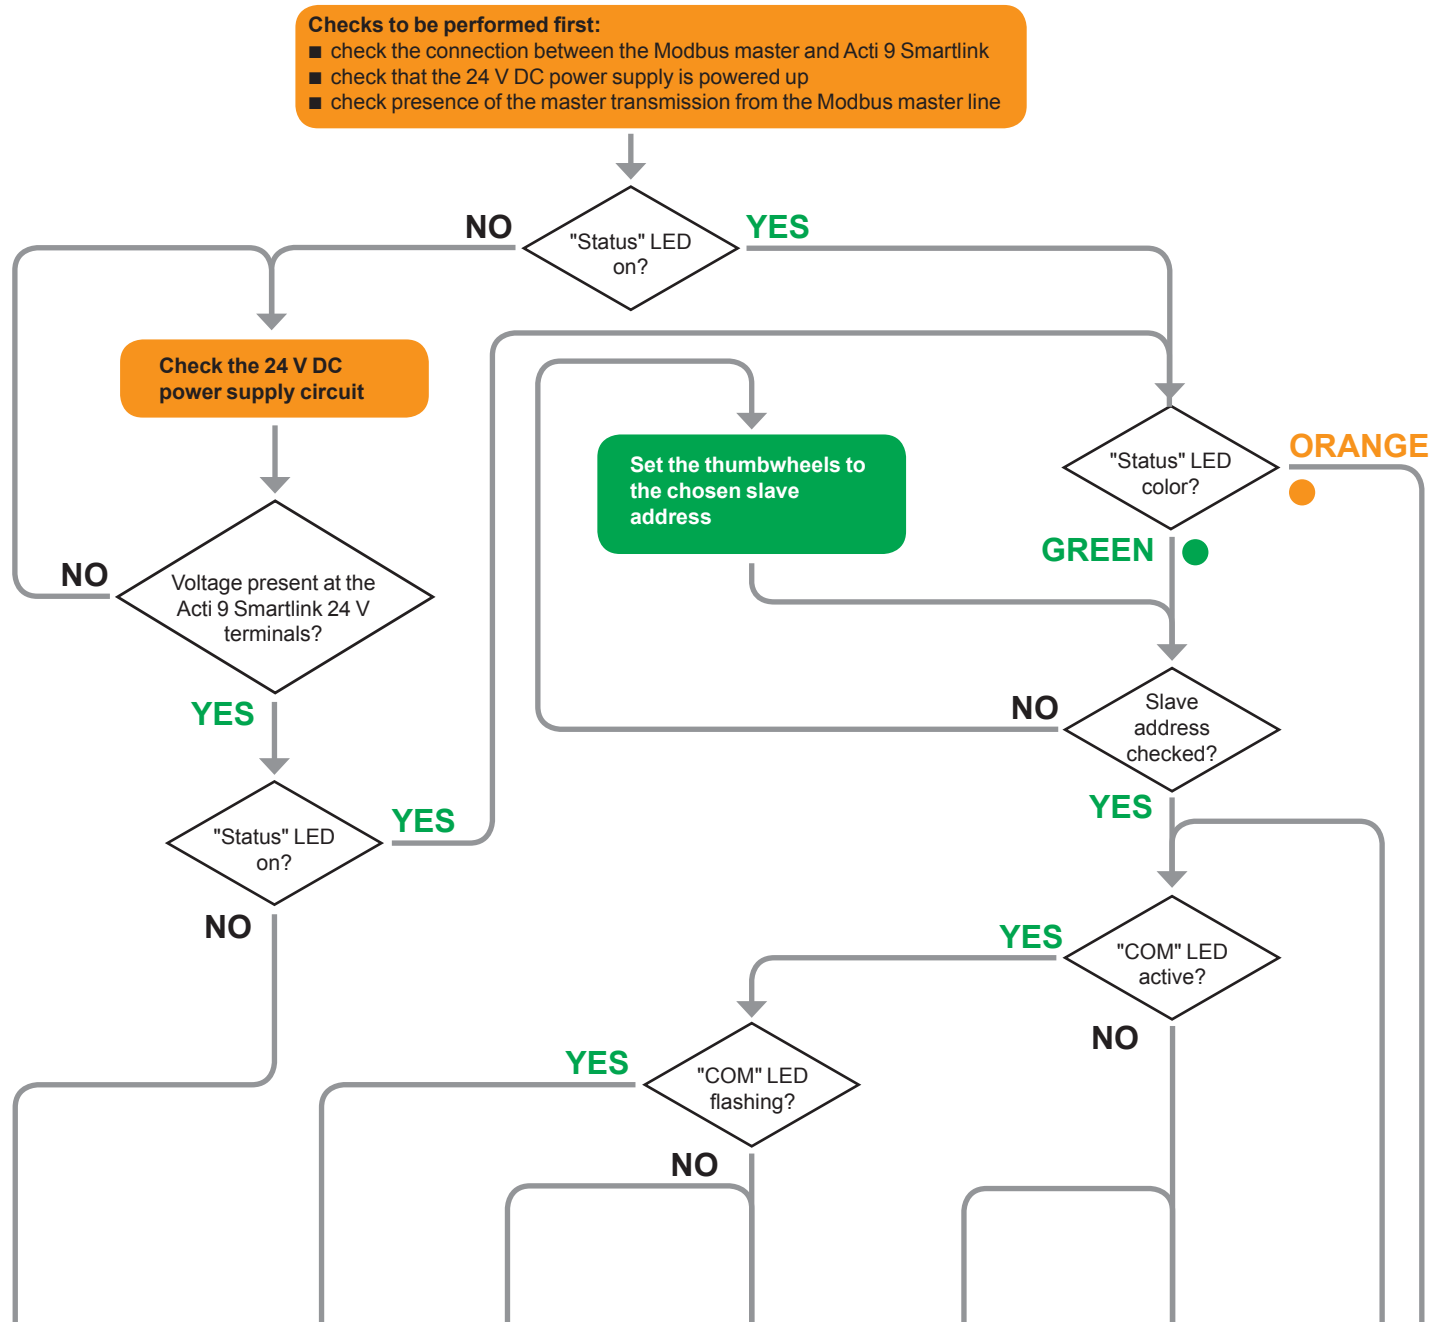 Checks to be performed first:
■ check the connection between the Modbus master and Acti 9 Smartlink
■ check that the 24 V DC power supply is powered up
■ check presence of the master transmission from the Modbus master line
NO
YES
"Status" LED
on?
Check the 24 V DC
power supply circuit
Set the thumbwheels to
the chosen slave
address
"Status" LED
color?
ORANGE
GREEN
NO
Voltage present at the
Acti 9 Smartlink 24 V
terminals?
YES
NO
Slave
address
checked?
YES
"Status" LED
on?
YES
NO
YES
"COM" LED
active?
NO
YES
"COM" LED
flashing?
NO